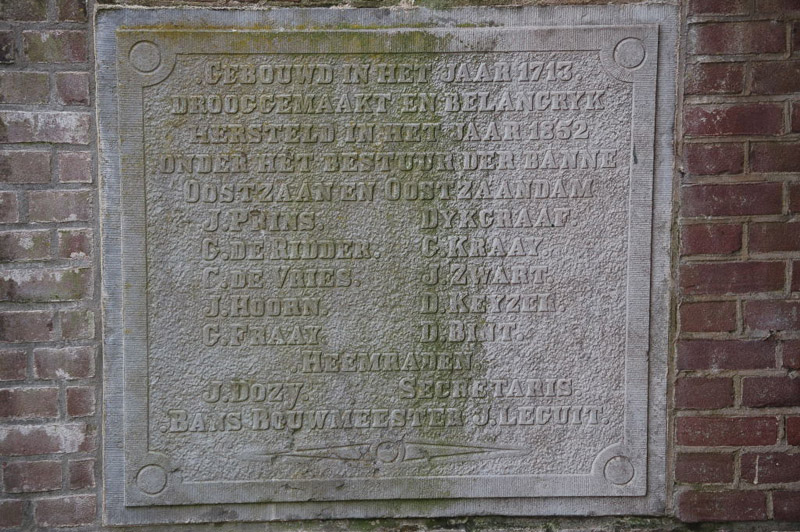 GEBOUWD IN HET JAAR 1713.
DROOGGEMAAKT EN BELANGRYK
HERSTELD IN HET JAAR 1852
ONDER HET BESTUUR DER BANNE
OOSTZAAN EN OOSTZAANDAM
J. PRINS. DYKGRAAF.
C. DE RIDDER. C. KRAAY.
C. DE VRIES. J. ZWART.
J. HOORN. D. KEYZEL.
G. FRAAY. D. BINT.
HEEMRADEN.
J. DOZY. SECRETARIS
BANS BOUWMEESTER J. LEGUIT.